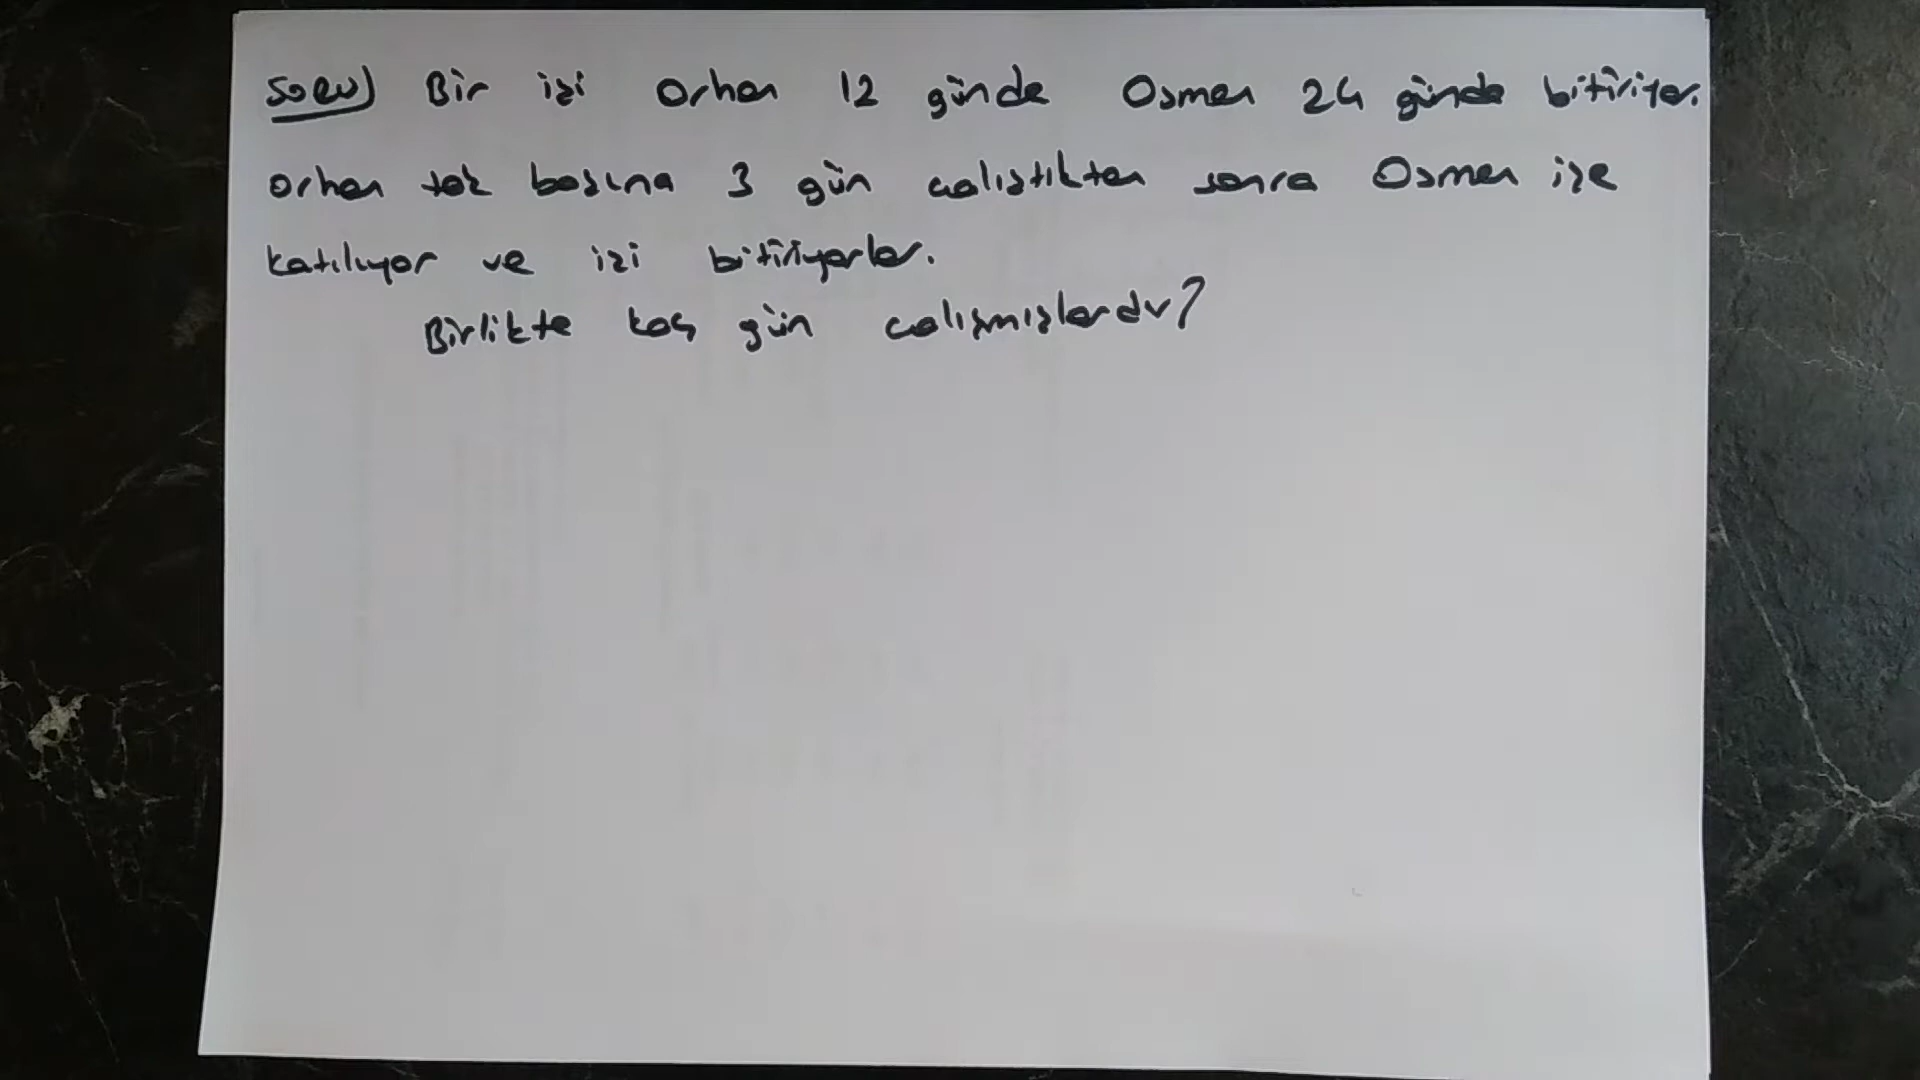 Soru) Bir işi Orhan 12 günde Osman 24 günde bitiriyor.
Orhan tek başına 3 gün çalıştıktan sonra Osman işe
katılıyor ve işi bitiriyorlar.
Birlikte kaç gün çalışmışlardır?